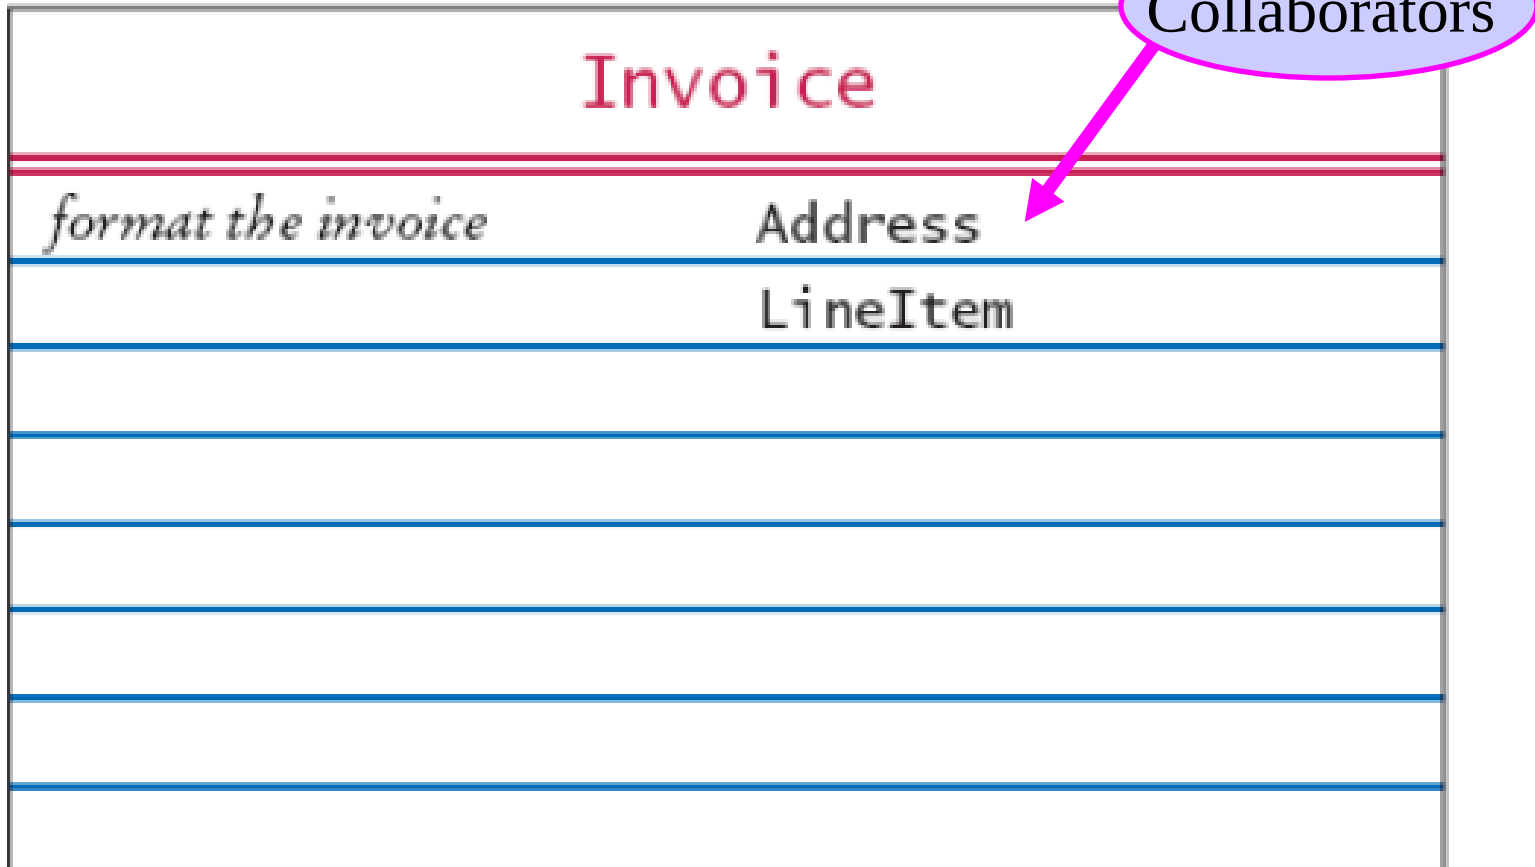 Collaborators
Invoice
format the invoice Address
LineItem